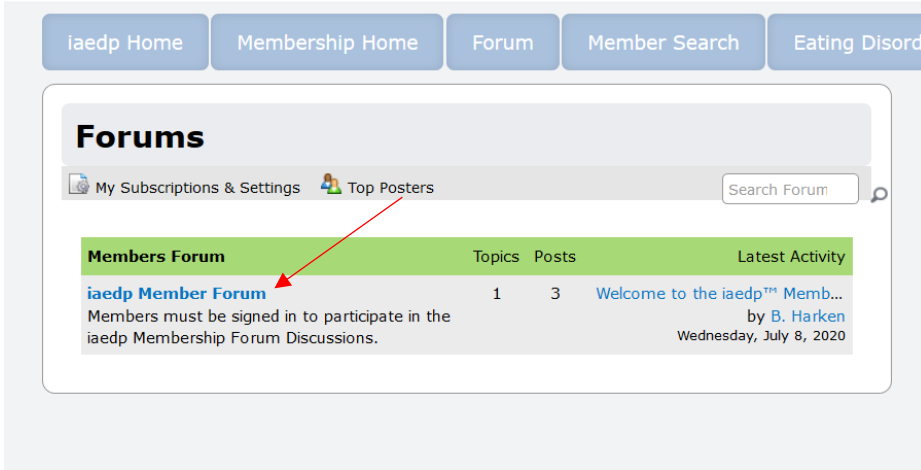 iaedp Home Membership Home Forum Member Search Eating Disord
Forums
My Subscriptions & Settings Top Posters Search Forum
Members Forum Topics Posts Latest Activity
iaedp Member Forum 1 3 Welcome to the iaedp™ Memb...
Members must be signed in to participate in the by B. Harken
iaedp Membership Forum Discussions. Wednesday, July 8, 2020